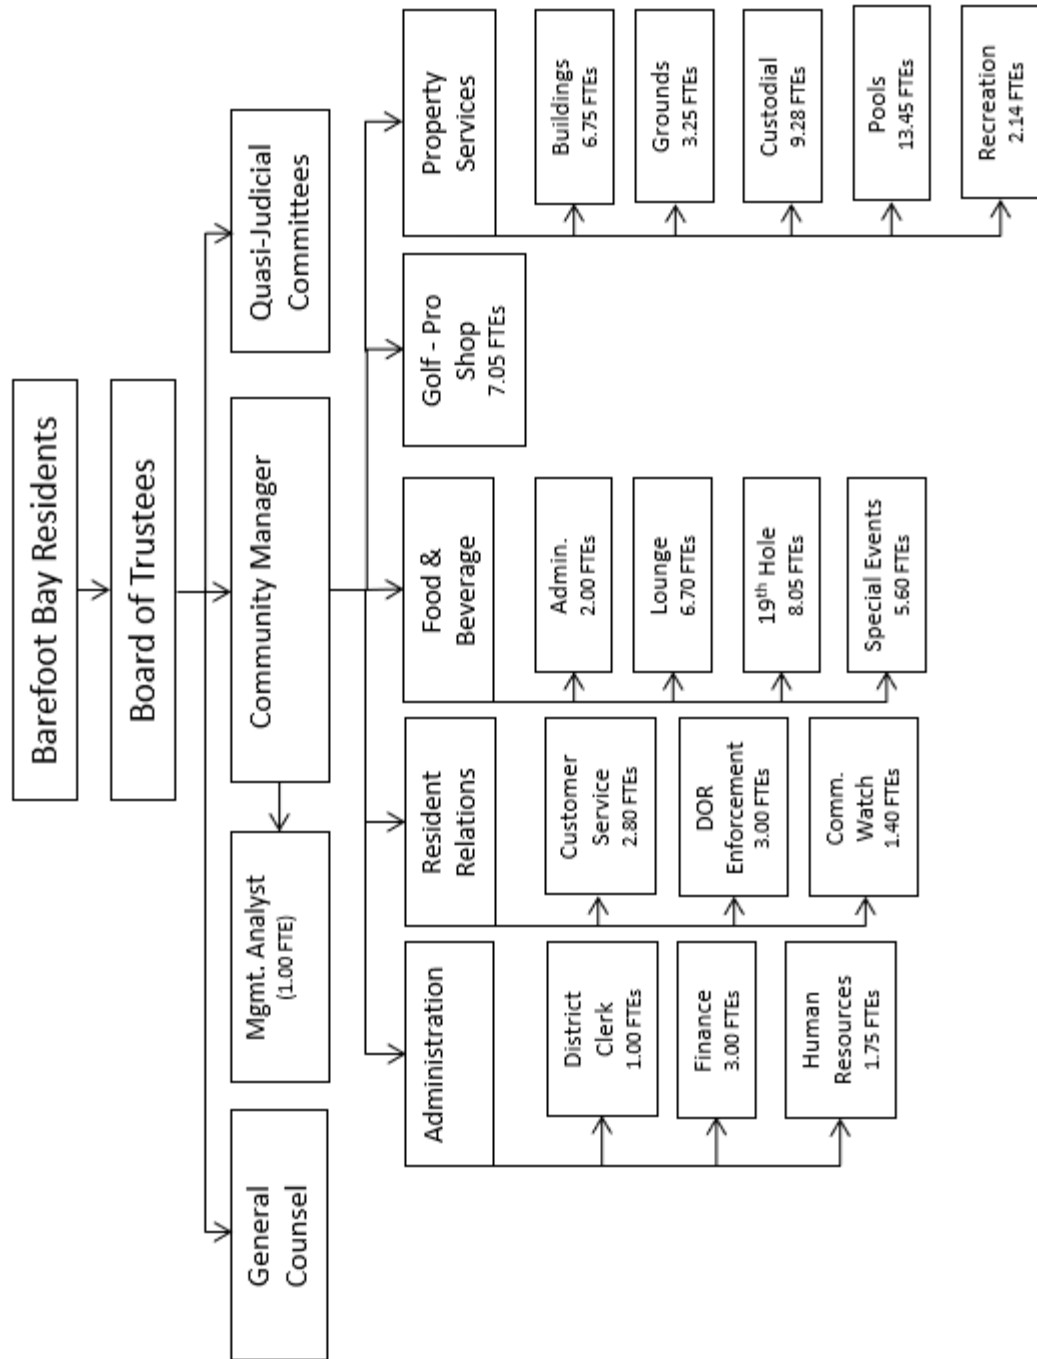 Barefoot Bay Residents
Board of Trustees
General
Counsel
Community Manager
Quasi-Judicial
Committees
Mgmt. Analyst
(1.00 FTE)
Administration
District
Clerk
1.00 FTEs
Finance
3.00 FTEs
Human
Resources
1.75 FTEs
Resident
Relations
Customer
Service
2.80 FTEs
DOR
Enforcement
3.00 FTEs
Comm.
Watch
1.40 FTEs
Food &
Beverage
Admin.
2.00 FTEs
Lounge
6.70 FTEs
19th Hole
8.05 FTEs
Special Events
5.60 FTEs
Golf - Pro
Shop
7.05 FTEs
Property
Services
Buildings
6.75 FTEs
Grounds
3.25 FTEs
Custodial
9.28 FTEs
Pools
13.45 FTEs
Recreation
2.14 FTEs